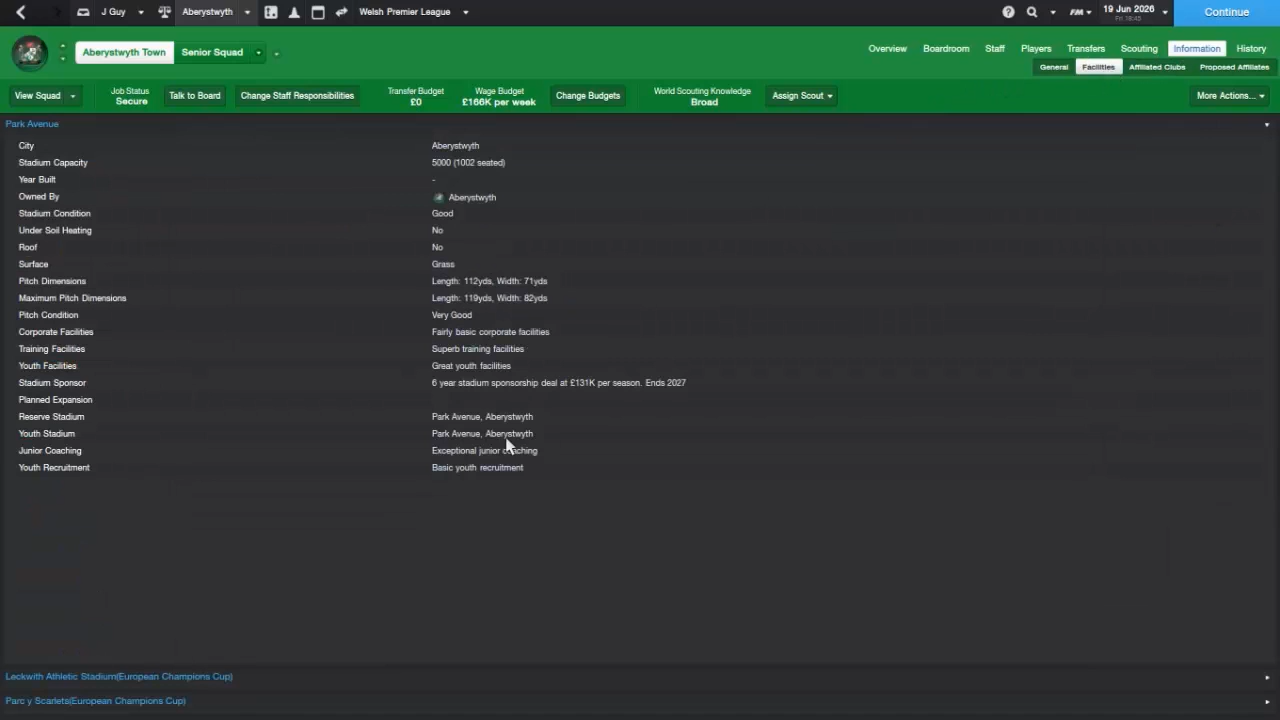 J Guy
Aberystwyth
Welsh Premier League
19 Jun 2026
Fri 18:45
FM
Continue
Aberystwyth Town
Senior Squad
Overview
Boardroom
Staff
Players
Transfers
Scouting
Information
History
General
Facilities
Affiliated Clubs
Proposed Affiliates
View Squad
Job Status
Secure
Talk to Board
Change Staff Responsibilities
Transfer Budget
£0
Wage Budget
£166K per week
Change Budgets
World Scouting Knowledge
Broad
Assign Scout
More Actions...
Park Avenue
City Aberystwyth
Stadium Capacity 5000 (1002 seated)
Year Built -
Owned By Aberystwyth
Stadium Condition Good
Under Soil Heating No
Roof No
Surface Grass
Pitch Dimensions Length: 112yds, Width: 71yds
Maximum Pitch Dimensions Length: 119yds, Width: 82yds
Pitch Condition Very Good
Corporate Facilities Fairly basic corporate facilities
Training Facilities Superb training facilities
Youth Facilities Great youth facilities
Stadium Sponsor 6 year stadium sponsorship deal at £131K per season. Ends 2027
Planned Expansion
Reserve Stadium Park Avenue, Aberystwyth
Youth Stadium Park Avenue, Aberystwyth
Junior Coaching Exceptional junior coaching
Youth Recruitment Basic youth recruitment
Leckwith Athletic Stadium(European Champions Cup)
Parc y Scarlets(European Champions Cup)